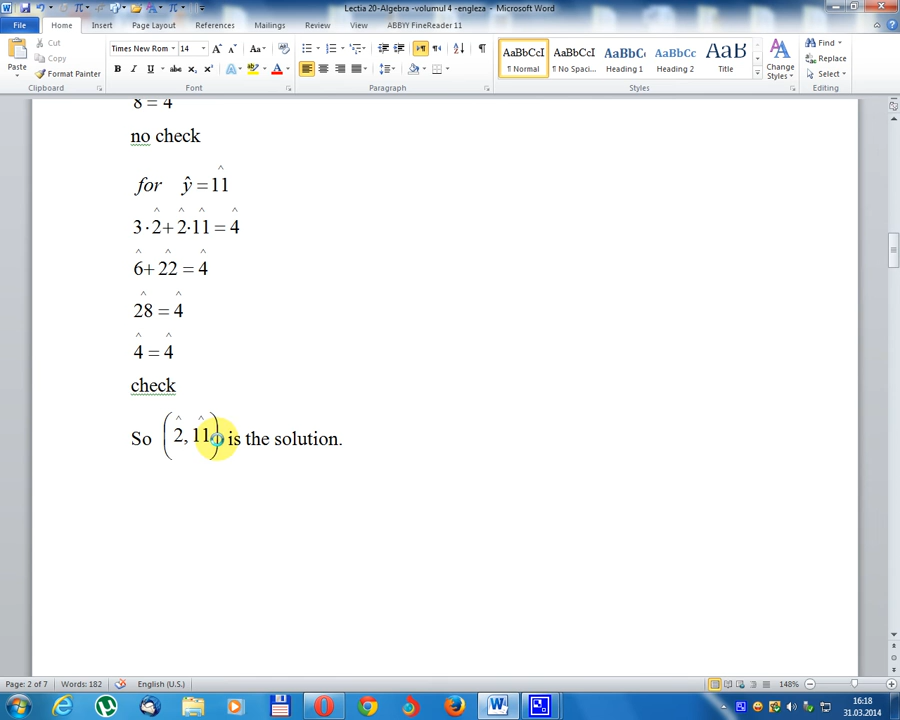 Lectia 20-Algebra -volumul 4 -engleza - Microsoft Word
File Home Insert Page Layout References Mailings Review View ABBYY FineReader 11
Paste Cut Copy Format Painter Clipboard
Times New Rom 14 Font
Paragraph
AaBbCcI ¶ Normal AaBbCcI ¶ No Spaci... AaBbC Heading 1 AaBbCc Heading 2 AaB Title Change Styles Styles
Find Replace Select Editing
8 = 4
no check
for ŷ = 11^
3 · 2^ + 2^ · 11^ = 4^
6^ + 22^ = 4^
28^ = 4^
4^ = 4^
check
So (2^, 11^) is the solution.
Page: 2 of 7 Words: 182 English (U.S.) 148%
16:18
31.03.2014